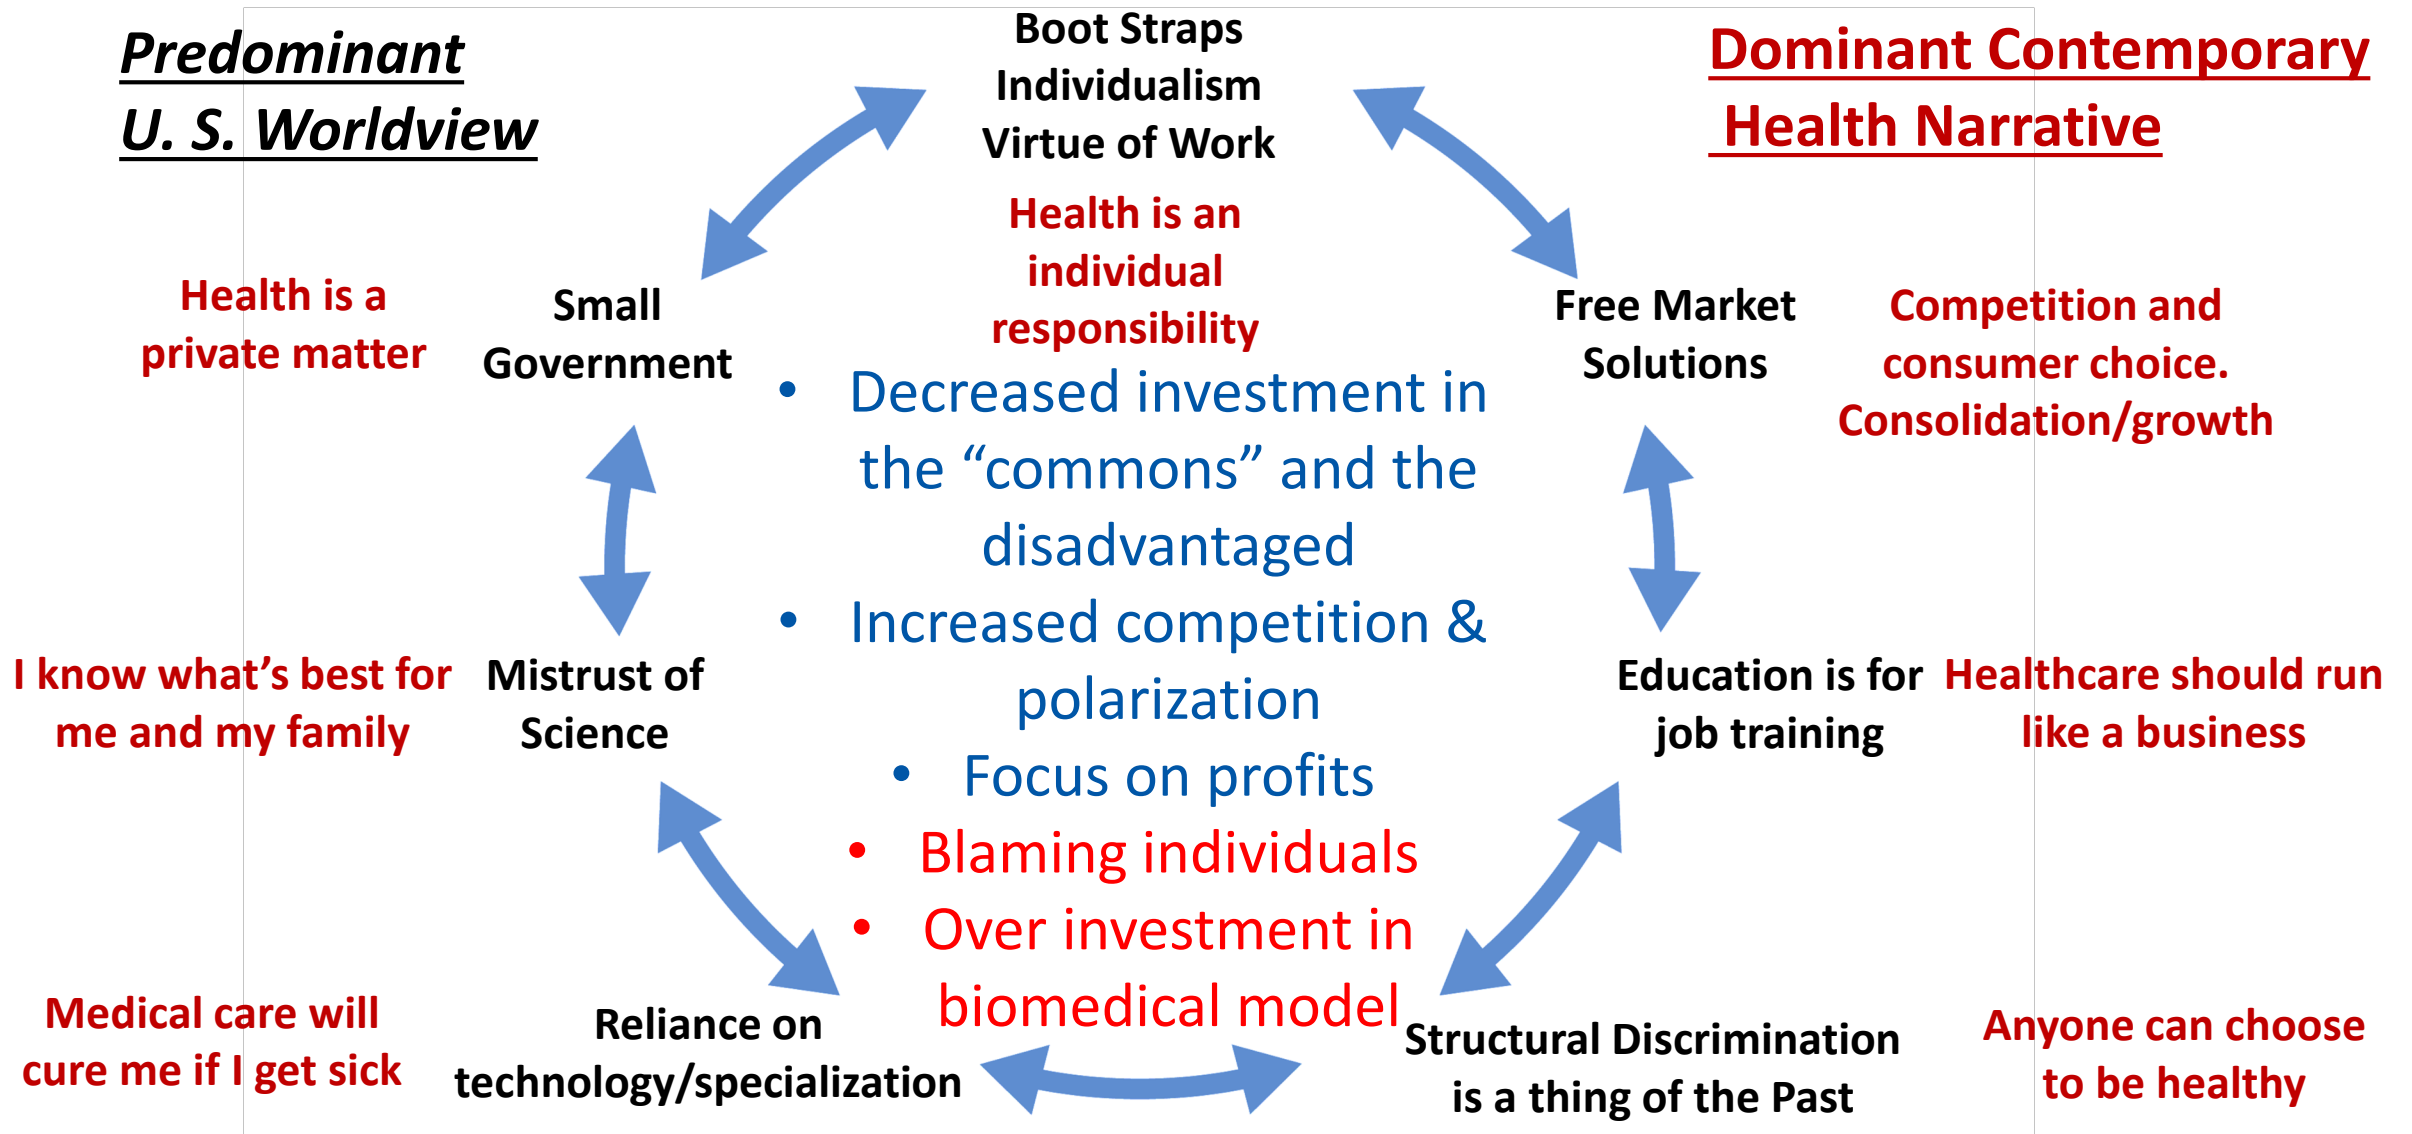 Predominant
U. S. Worldview
Boot Straps
Individualism
Virtue of Work
Dominant Contemporary
Health Narrative
Health is an
individual
responsibility
Health is a
private matter
Small
Government
Free Market
Solutions
Competition and
consumer choice.
Consolidation/growth
• Decreased investment in
the “commons” and the
disadvantaged
• Increased competition &
polarization
• Focus on profits
• Blaming individuals
• Over investment in
biomedical model
I know what’s best for
me and my family
Mistrust of
Science
Education is for
job training
Healthcare should run
like a business
Medical care will
cure me if I get sick
Reliance on
technology/specialization
Structural Discrimination
is a thing of the Past
Anyone can choose
to be healthy